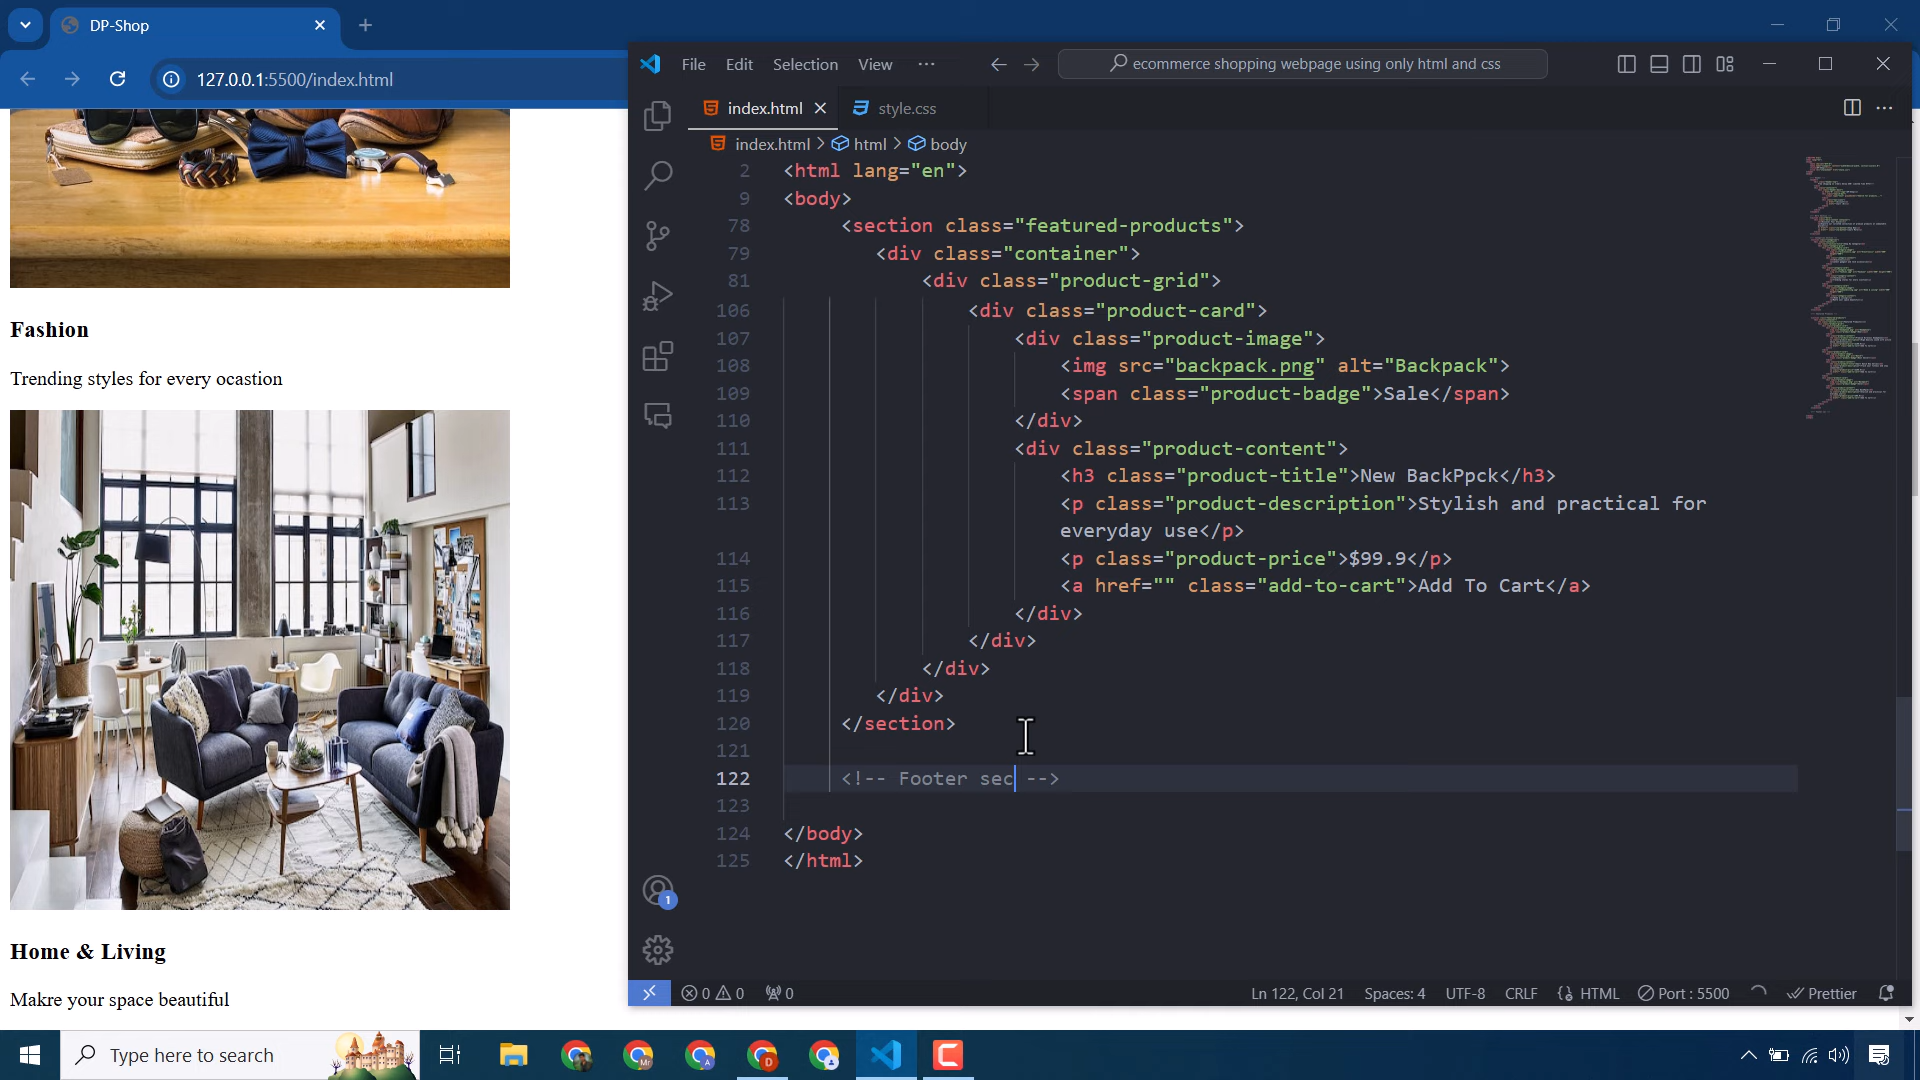 DP-Shop
127.0.0.1:5500/index.html
Fashion
Trending styles for every ocastion
Home & Living
Makre your space beautiful
File Edit Selection View ···
ecommerce shopping webpage using only html and css
index.html
style.css
index.html > html > body
2 <html lang="en">
9 <body>
78 <section class="featured-products">
79 <div class="container">
81 <div class="product-grid">
106 <div class="product-card">
107 <div class="product-image">
108 <img src="backpack.png" alt="Backpack">
109 <span class="product-badge">Sale</span>
110 </div>
111 <div class="product-content">
112 <h3 class="product-title">New BackPpck</h3>
113 <p class="product-description">Stylish and practical for
everyday use</p>
114 <p class="product-price">$99.9</p>
115 <a href="" class="add-to-cart">Add To Cart</a>
116 </div>
117 </div>
118 </div>
119 </div>
120 </section>
121
122 <!-- Footer sec -->
123
124 </body>
125 </html>
1
0 0 0
Ln 122, Col 21 Spaces: 4 UTF-8 CRLF {} HTML Port : 5500 Prettier
Type here to search